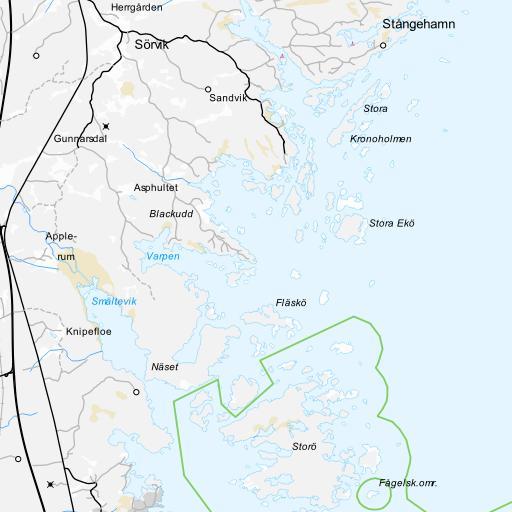 Herrgården
Stångehamn
Sörvik
Sandvik
Stora
Kronoholmen
Gunnarsdal
Asphultet
Blackudd
Stora Ekö
Apple-
rum
Varpen
Småltevik
Fläskö
Knipefloe
Näset
Storö
Fågelsk.omr.